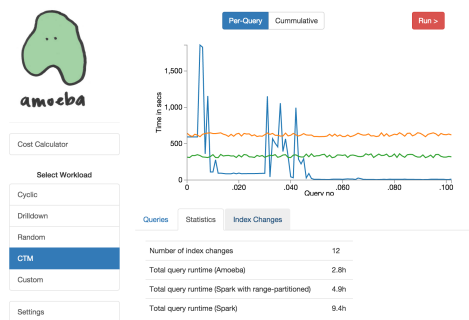 amoeba
Per-Query Cummulative
Run >
Cost Calculator
Select Workload
Cyclic
Drilldown
Random
CTM
Custom
Settings
Time in secs
1,500
1,000
500
0
0 .020 .040 .060 .080 .100
Query no
Queries Statistics Index Changes
Number of index changes 12
Total query runtime (Amoeba) 2.8h
Total query runtime (Spark with range-partitioned) 4.9h
Total query runtime (Spark) 9.4h